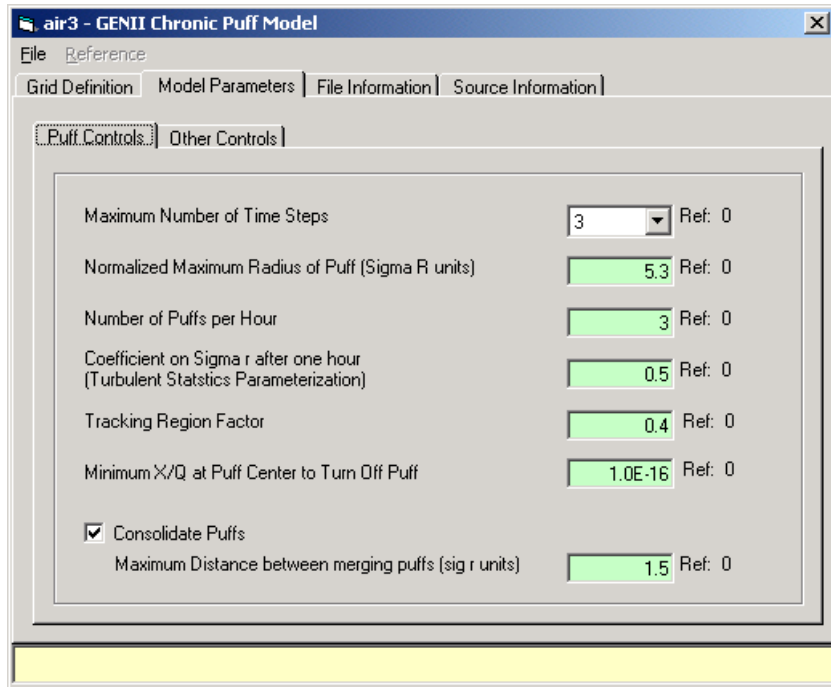 air3 - GENII Chronic Puff Model
File Reference
Grid Definition Model Parameters File Information Source Information
Puff Controls Other Controls
Maximum Number of Time Steps 3 Ref: 0
Normalized Maximum Radius of Puff (Sigma R units) 5.3 Ref: 0
Number of Puffs per Hour 3 Ref: 0
Coefficient on Sigma r after one hour
(Turbulent Statstics Parameterization) 0.5 Ref: 0
Tracking Region Factor 0.4 Ref: 0
Minimum X/Q at Puff Center to Turn Off Puff 1.0E-16 Ref: 0
Consolidate Puffs
Maximum Distance between merging puffs (sig r units) 1.5 Ref: 0